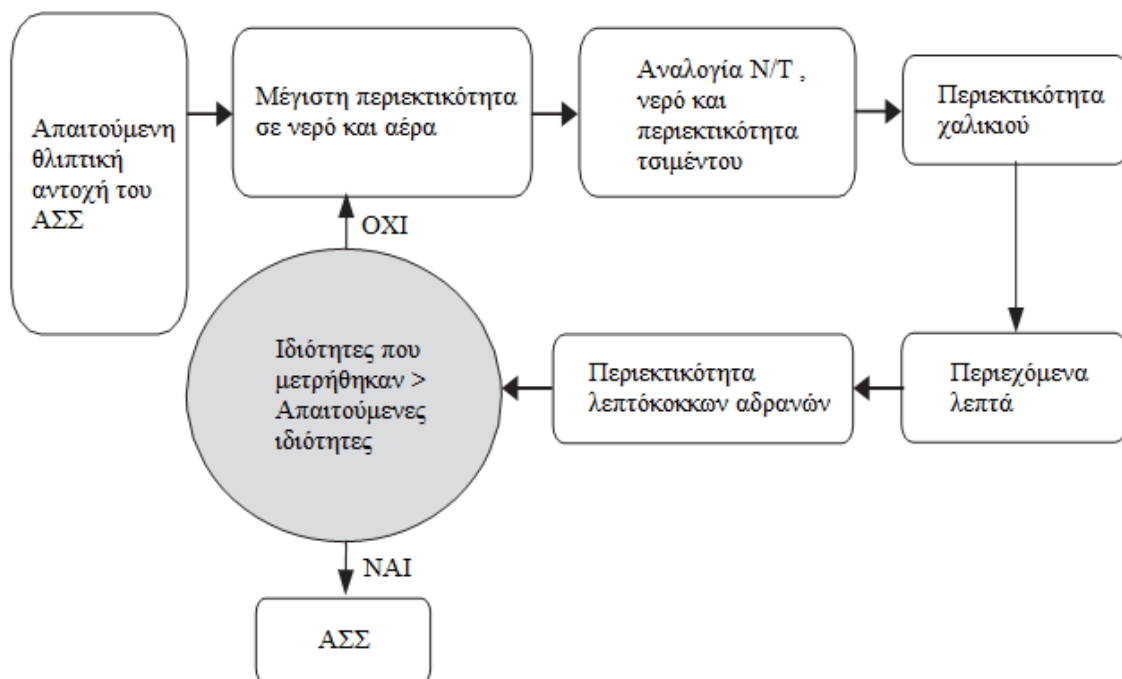 Απαιτούμενη
θλιπτική
αντοχή του
ΑΣΣ
Μέγιστη περιεκτικότητα
σε νερό και αέρα
Αναλογία Ν/Τ ,
νερό και
περιεκτικότητα
τσιμέντου
Περιεκτικότητα
χαλικιού
Περιεχόμενα
λεπτά
Περιεκτικότητα
λεπτόκοκκων αδρανών
Ιδιότητες που
μετρήθηκαν >
Απαιτούμενες
ιδιότητες
ΟΧΙ
ΝΑΙ
ΑΣΣ